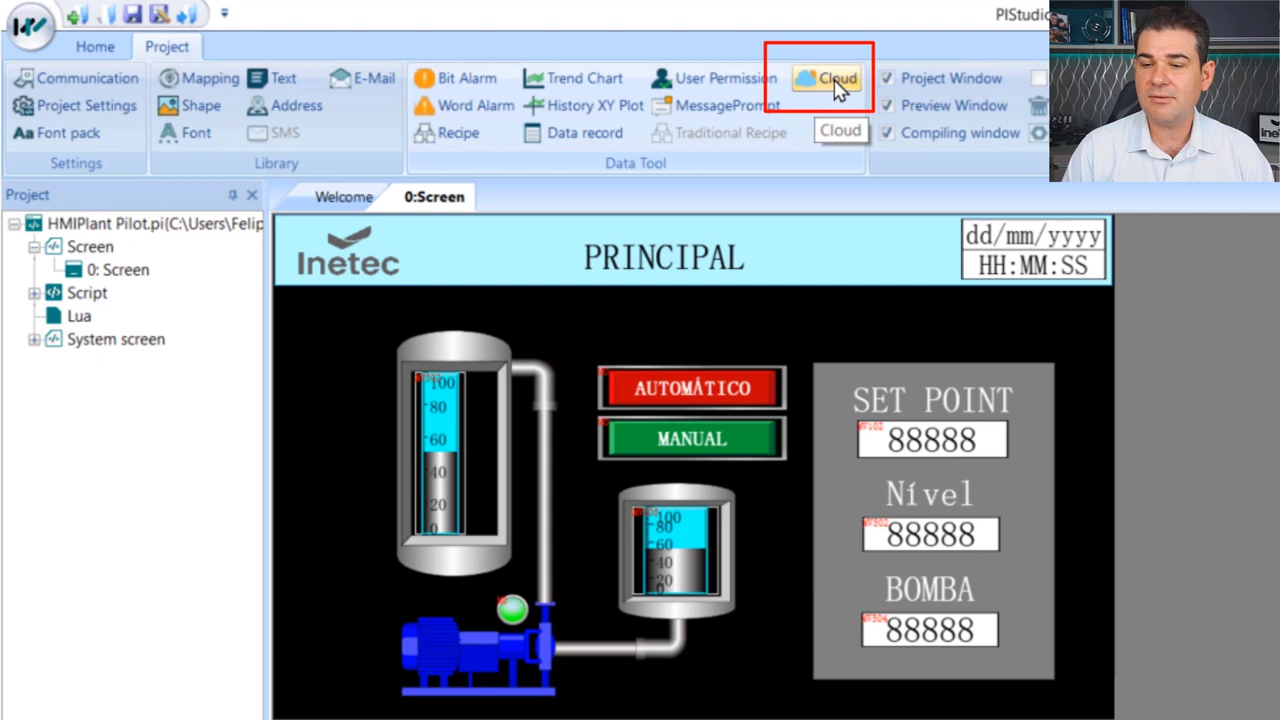 PIStudio
Home Project
Communication Mapping Text E-Mail Bit Alarm Trend Chart User Permission Cloud Project Window
Project Settings Shape Address Word Alarm History XY Plot MessagePrompt Preview Window
Aa Font pack Font SMS Recipe Data record Traditional Recipe Cloud Compiling window
Settings Library Data Tool
Project Welcome 0:Screen
HMIPlant Pilot.pi{C:\Users\Felip
Screen
0: Screen
Script
Lua
System screen
Inetec
PRINCIPAL
dd/mm/yyyy
HH:MM:SS
100
80
60
40
20
0
AUTOMÁTICO
MANUAL
100
80
60
40
20
0
SET POINT
88888
Nível
88888
BOMBA
88888